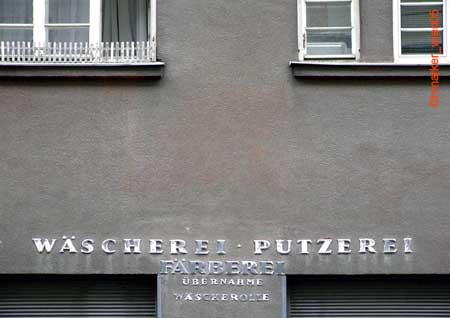 WÄSCHEREI · PUTZEREI
FÄRBEREI
ÜBERNAHME
WÄSCHEROLLE